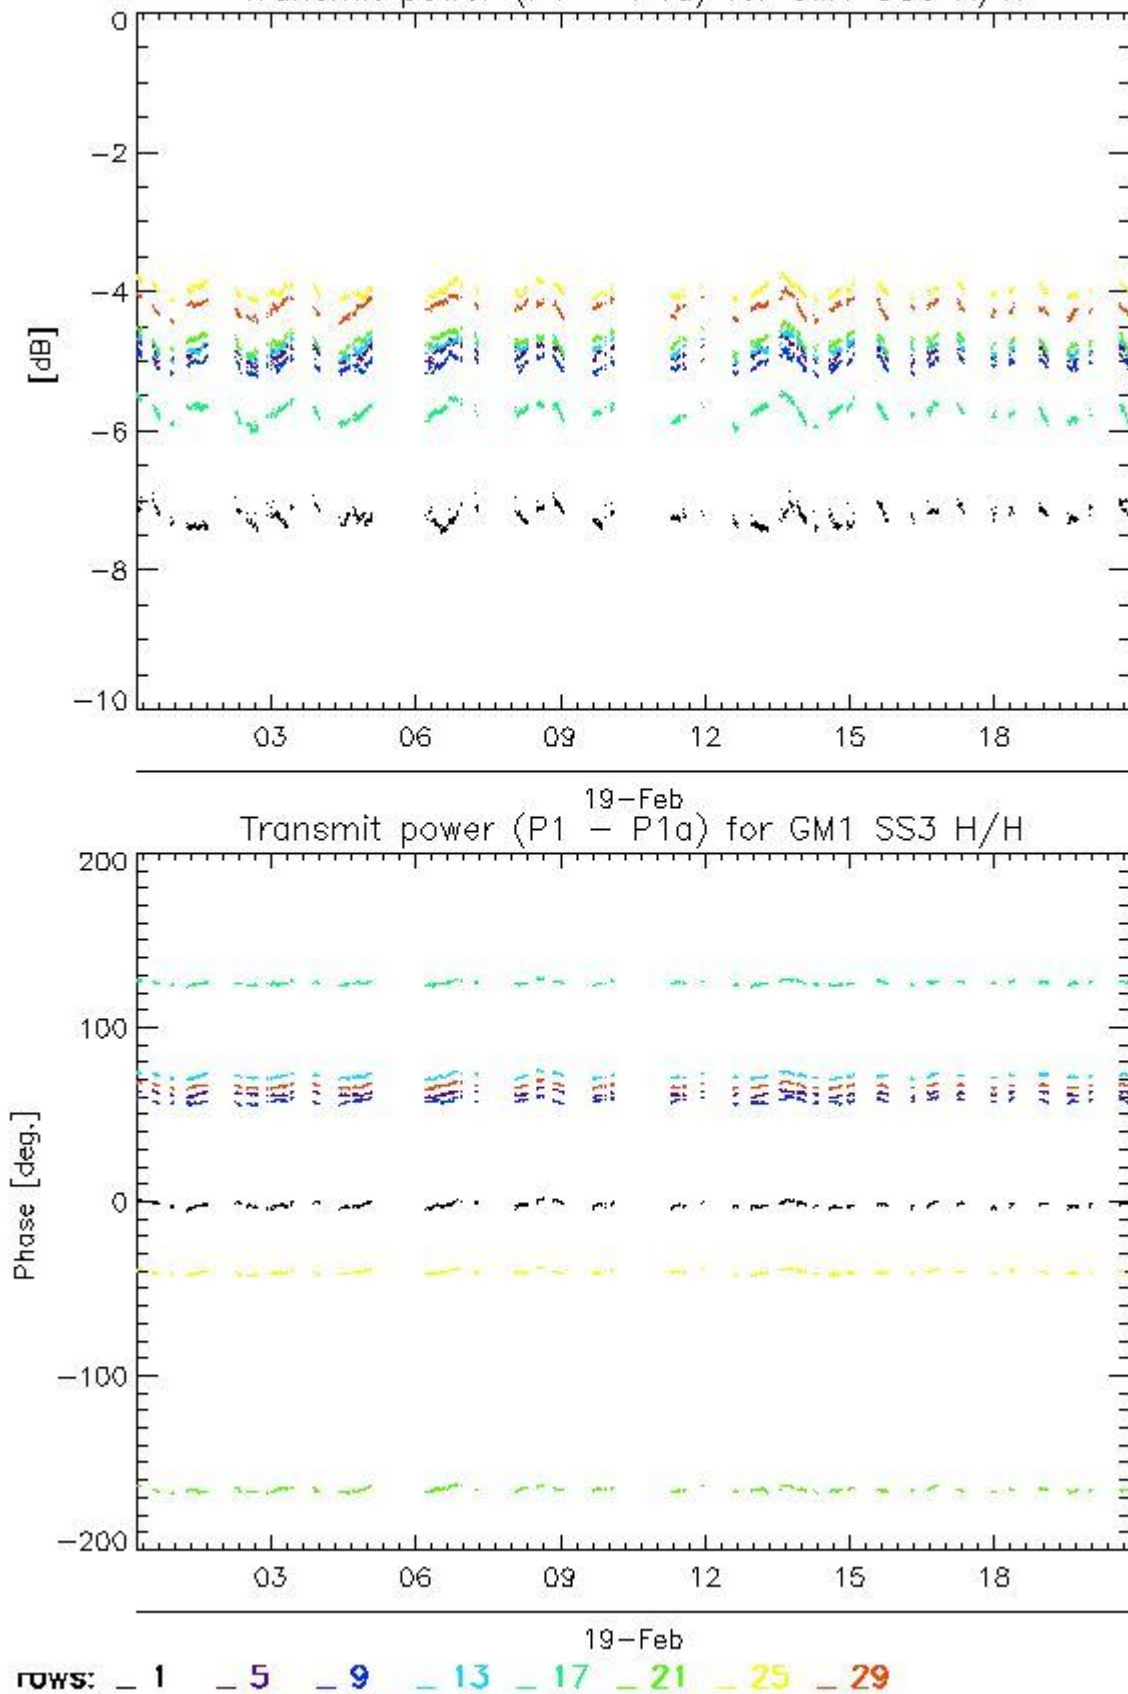 0
-2
-4
[dB]
-6
-8
-10
03 06 09 12 15 18
19-Feb
Transmit power (P1 - P1a) for GM1 SS3 H/H
200
100
Phase [deg.]
0
-100
-200
03 06 09 12 15 18
19-Feb
rows: _ 1 _ 5 _ 9 _ 13 _ 17 _ 21 _ 25 _ 29